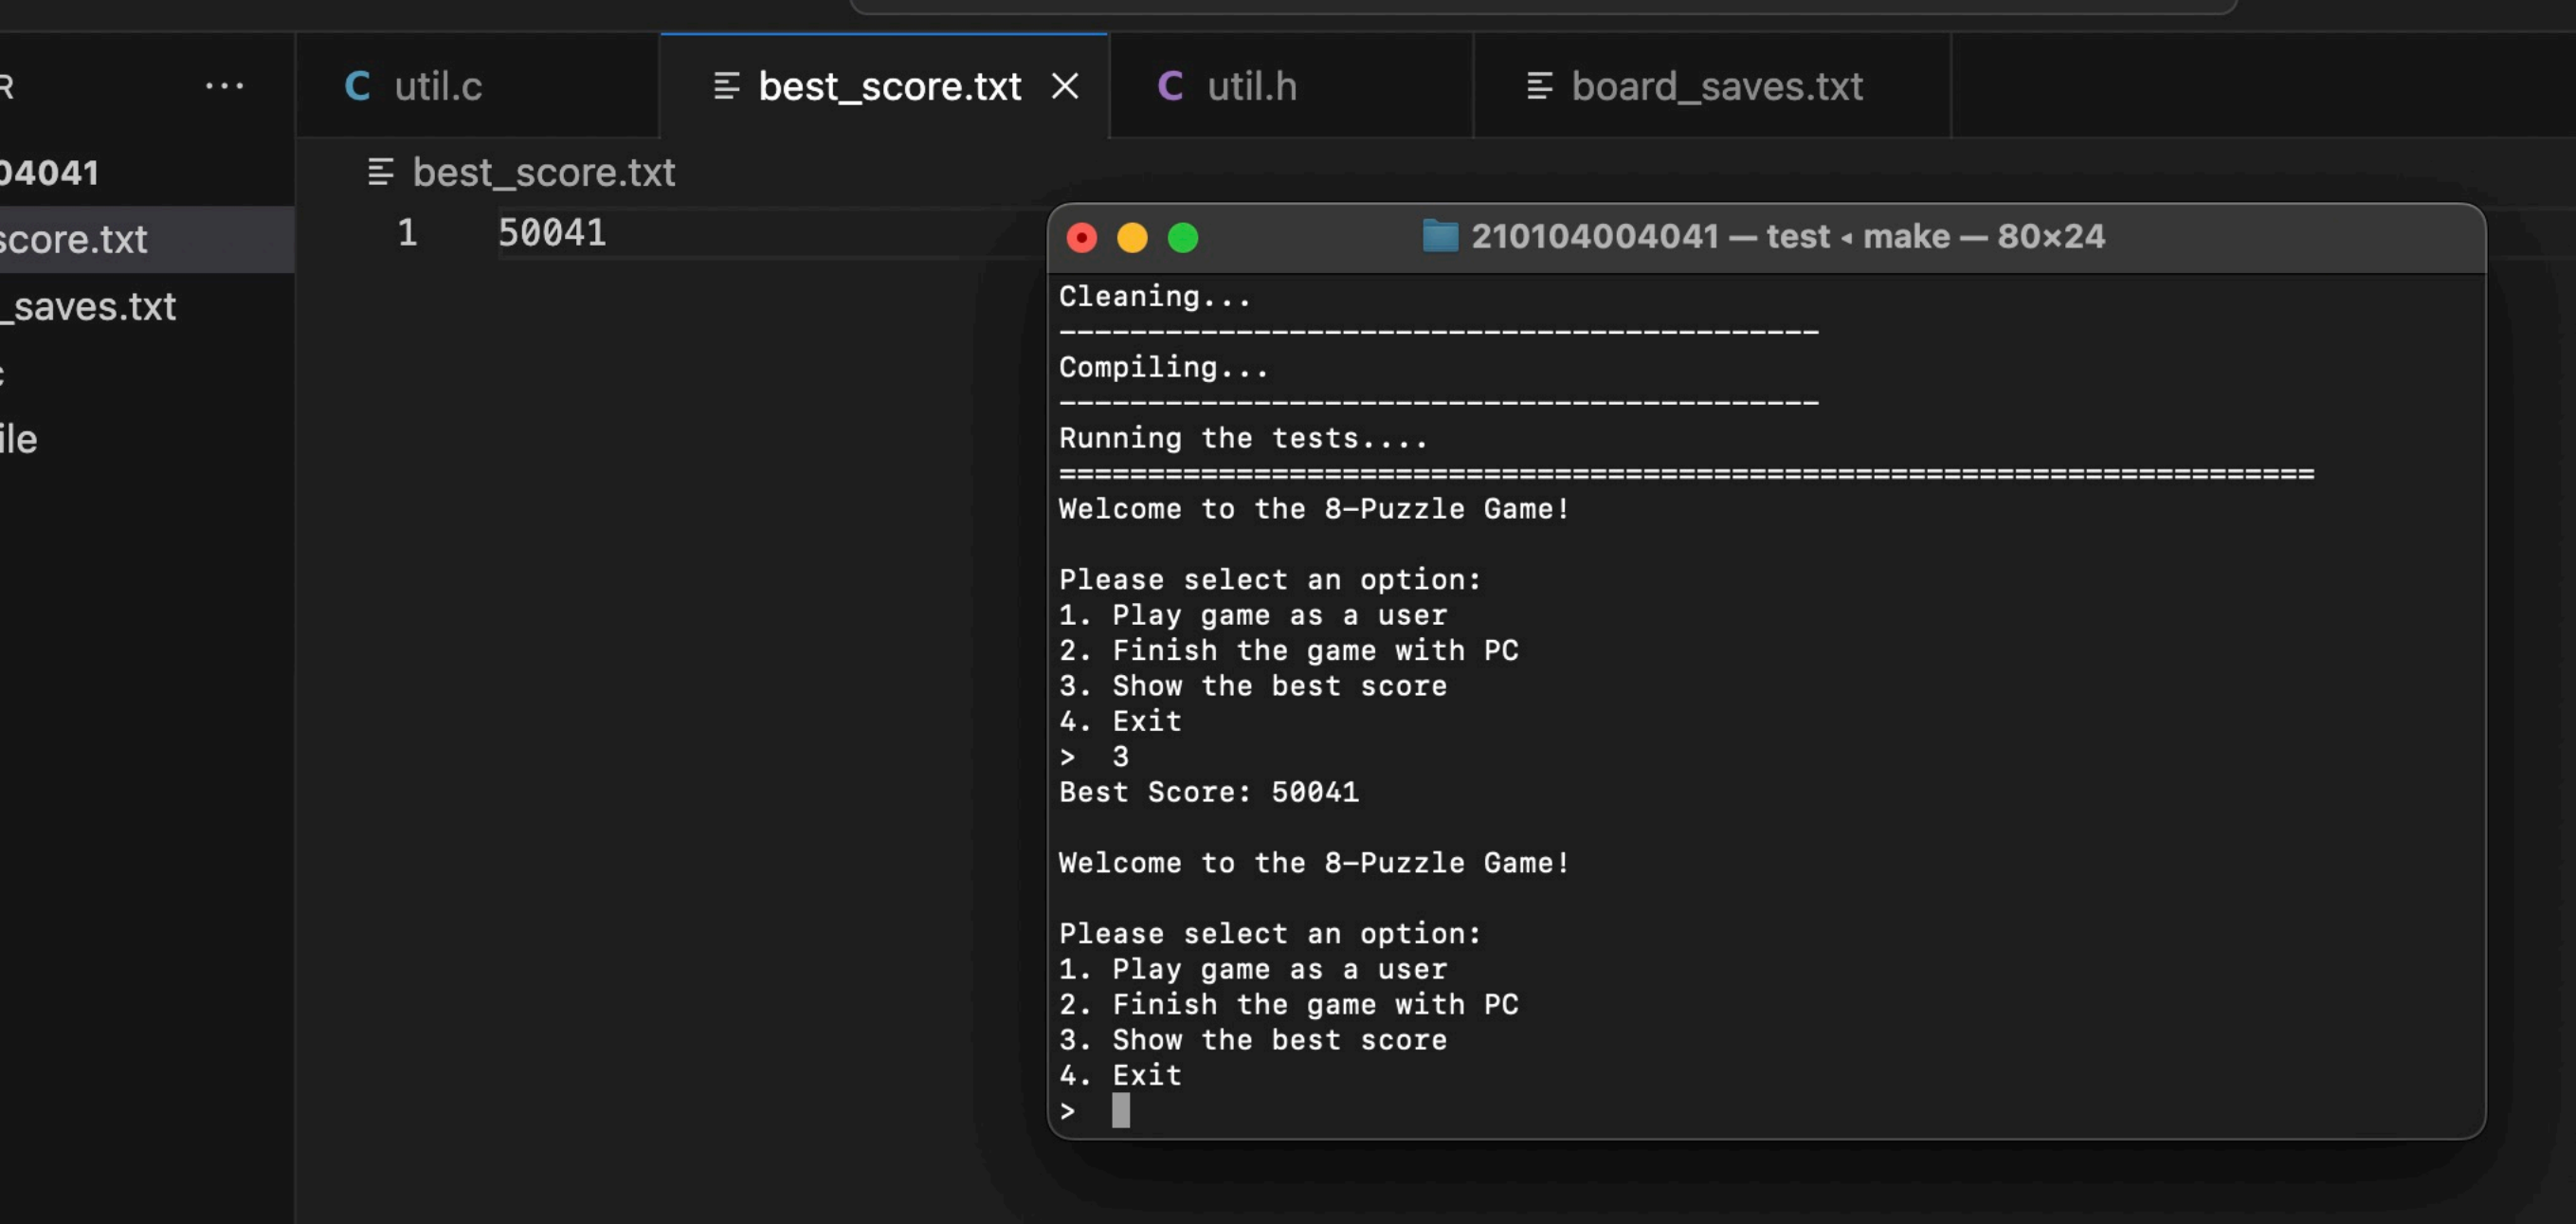 R ...
util.c
best_score.txt
util.h
board_saves.txt
04041
best_score.txt
score.txt
1 50041
_saves.txt
c
ile
210104004041 — test ◂ make — 80×24
Cleaning...
-------------------------------------------
Compiling...
-------------------------------------------
Running the tests....
=======================================================================
Welcome to the 8-Puzzle Game!
Please select an option:
1. Play game as a user
2. Finish the game with PC
3. Show the best score
4. Exit
> 3
Best Score: 50041
Welcome to the 8-Puzzle Game!
Please select an option:
1. Play game as a user
2. Finish the game with PC
3. Show the best score
4. Exit
>